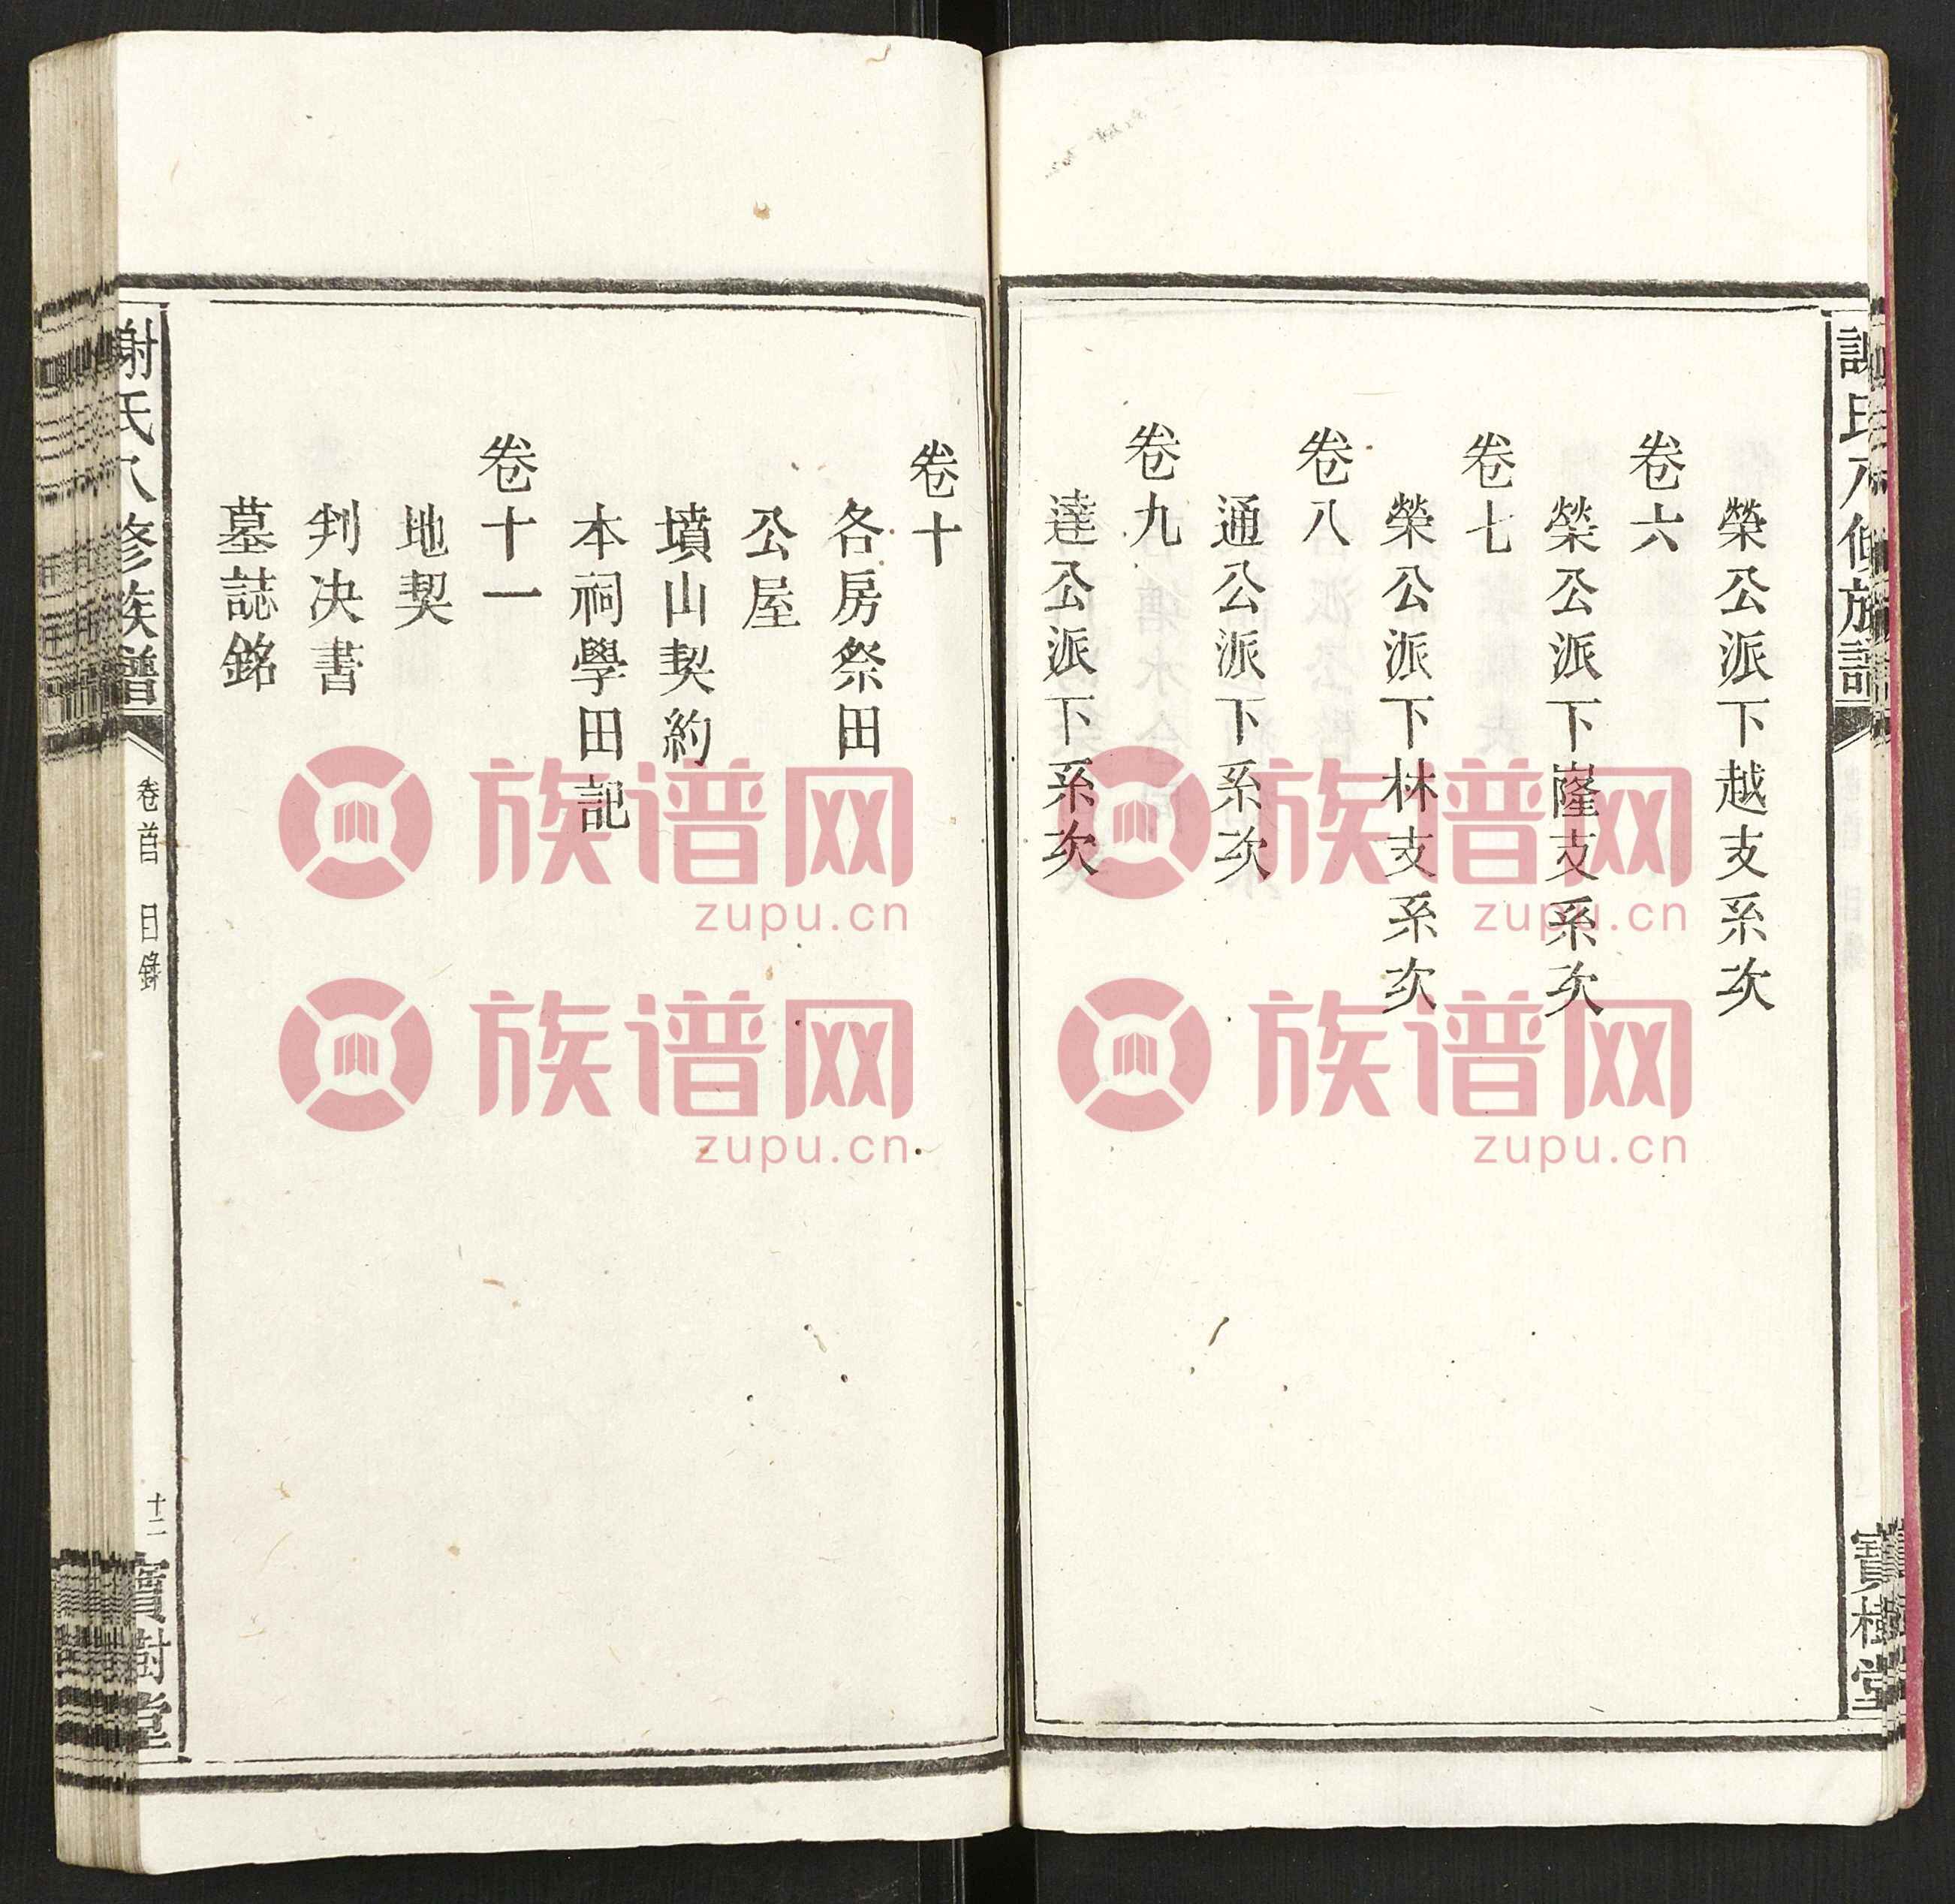 謝氏八修族譜
寶樹堂
榮公派下越支系次
卷六
榮公派下嶐支系次
卷七
榮公派下林支系次
卷八
通公派下系次
卷九
達公派下系次
卷十
各房祭田
公屋
墳山契約
本祠學田記
卷十一
地契
判决書
墓誌銘
謝氏八修族譜
卷首 目錄
十二
寶樹堂
族谱网
zupu.cn
族谱网
zupu.cn
族谱网
zupu.cn
族谱网
zupu.cn